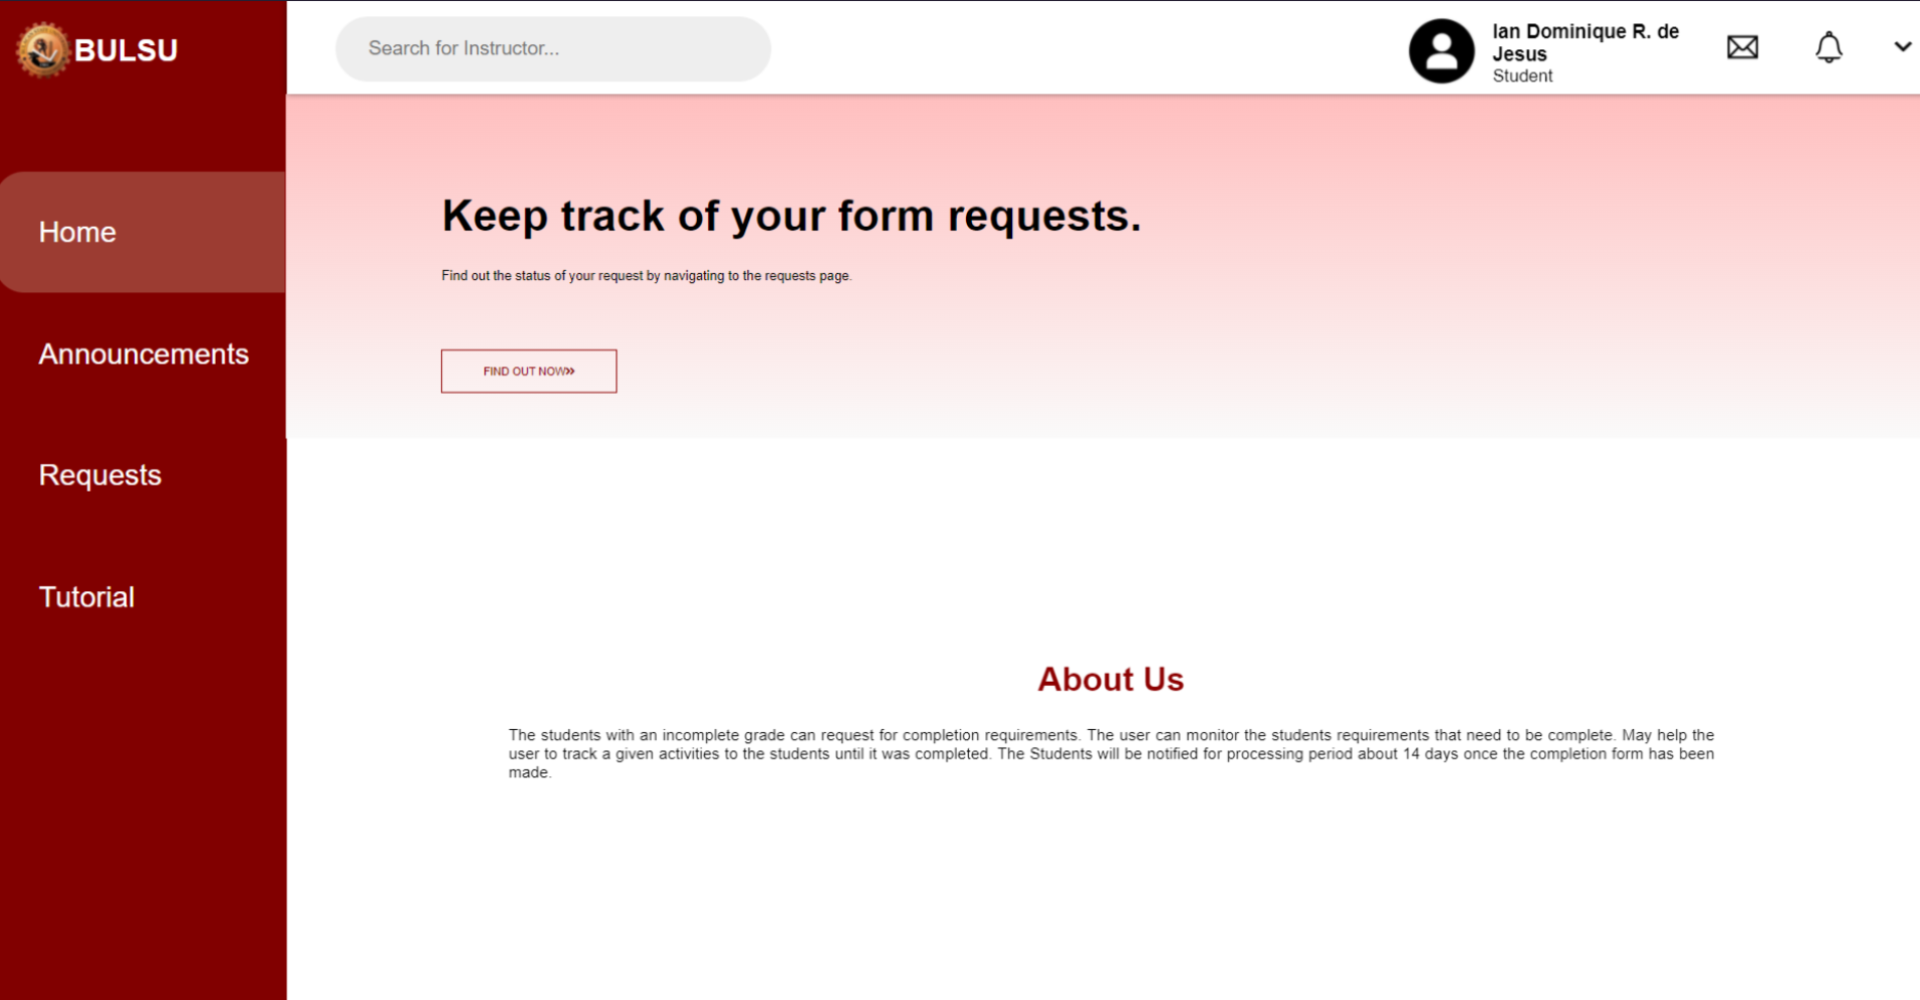 BULSU
Search for Instructor...
Ian Dominique R. de
Jesus
Student
Home
Announcements
Requests
Tutorial
Keep track of your form requests.
Find out the status of your request by navigating to the requests page.
FIND OUT NOW»
About Us
The students with an incomplete grade can request for completion requirements. The user can monitor the students requirements that need to be complete. May help the
user to track a given activities to the students until it was completed. The Students will be notified for processing period about 14 days once the completion form has been
made.